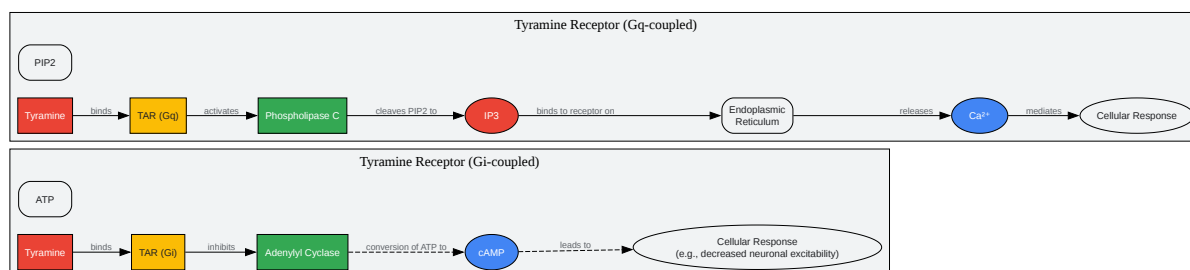 Tyramine Receptor (Gq-coupled)
PIP2
Tyramine
binds
TAR (Gq)
activates
Phospholipase C
cleaves PIP2 to
IP3
binds to receptor on
Endoplasmic
Reticulum
releases
Ca²⁺
mediates
Cellular Response
Tyramine Receptor (Gi-coupled)
ATP
Tyramine
binds
TAR (Gi)
inhibits
Adenylyl Cyclase
conversion of ATP to
cAMP
leads to
Cellular Response
(e.g., decreased neuronal excitability)